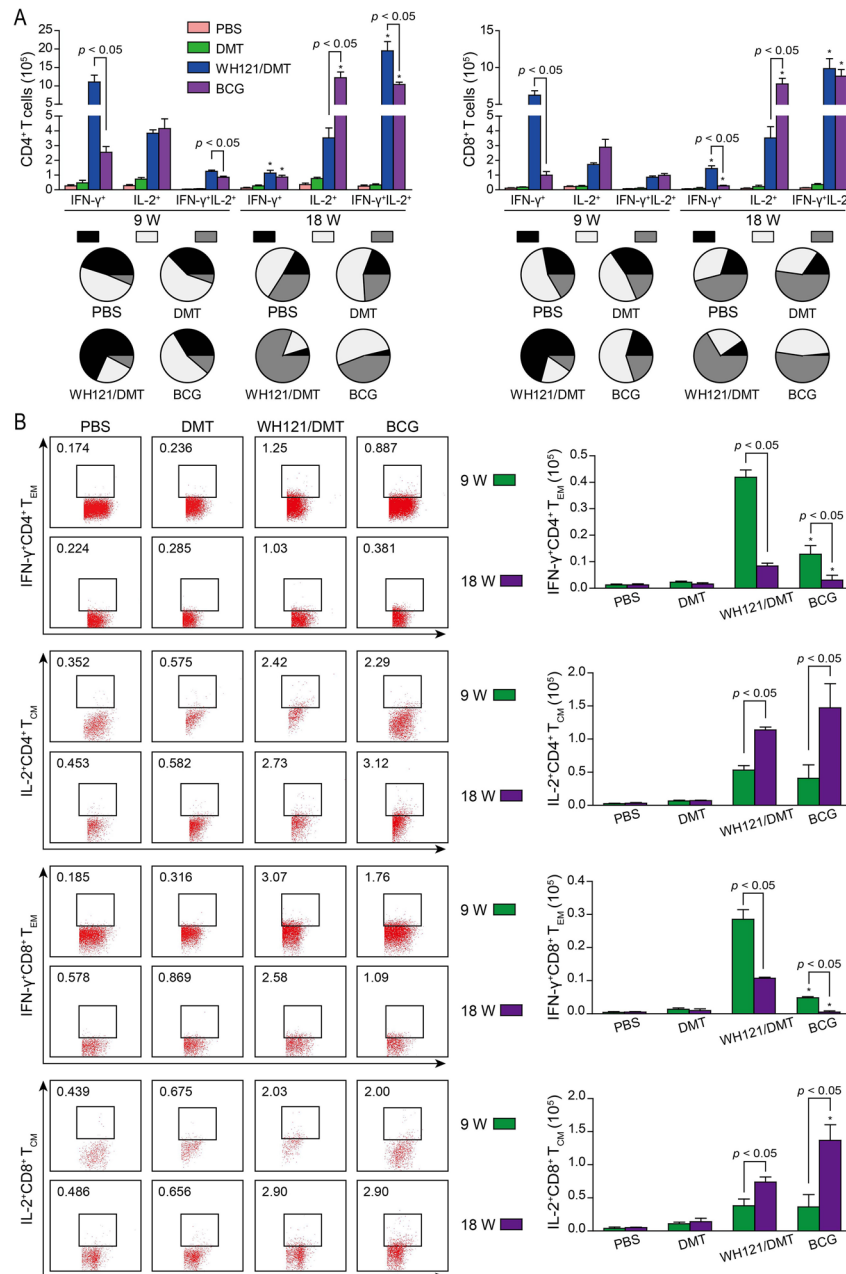 A
CD4⁺ T cells (10⁵)
25
20
15
10
5
4
3
2
1
0
p < 0.05
p < 0.05
p < 0.05
p < 0.05
* * * * *
PBS
DMT
WH121/DMT
BCG
IFN-γ⁺ IL-2⁺ IFN-γ⁺IL-2⁺ IFN-γ⁺ IL-2⁺ IFN-γ⁺IL-2⁺
9 W 18 W
PBS DMT PBS DMT
WH121/DMT BCG WH121/DMT BCG
CD8⁺ T cells (10⁵)
15
10
5
4
3
2
1
0
p < 0.05
p < 0.05
p < 0.05
* * * * *
IFN-γ⁺ IL-2⁺ IFN-γ⁺IL-2⁺ IFN-γ⁺ IL-2⁺ IFN-γ⁺IL-2⁺
9 W 18 W
PBS DMT PBS DMT
WH121/DMT BCG WH121/DMT BCG
B
PBS DMT WH121/DMT BCG
IFN-γ⁺CD4⁺ T_EM
0.174 0.236 1.25 0.887
0.224 0.285 1.03 0.381
9 W
18 W
IFN-γ⁺CD4⁺ T_EM (10⁵)
0.5
0.4
0.3
0.2
0.1
0.0
p < 0.05
p < 0.05
* *
PBS DMT WH121/DMT BCG
IL-2⁺CD4⁺ T_CM
0.352 0.575 2.42 2.29
0.453 0.582 2.73 3.12
9 W
18 W
IL-2⁺CD4⁺ T_CM (10⁵)
2.0
1.5
1.0
0.5
0.0
p < 0.05
p < 0.05
PBS DMT WH121/DMT BCG
IFN-γ⁺CD8⁺ T_EM
0.185 0.316 3.07 1.76
0.578 0.869 2.58 1.09
9 W
18 W
IFN-γ⁺CD8⁺ T_EM (10⁵)
0.4
0.3
0.2
0.1
0.0
p < 0.05
p < 0.05
* *
PBS DMT WH121/DMT BCG
IL-2⁺CD8⁺ T_CM
0.439 0.675 2.03 2.00
0.486 0.656 2.90 2.90
9 W
18 W
IL-2⁺CD8⁺ T_CM (10⁵)
2.0
1.5
1.0
0.5
0.0
p < 0.05
p < 0.05
*
PBS DMT WH121/DMT BCG